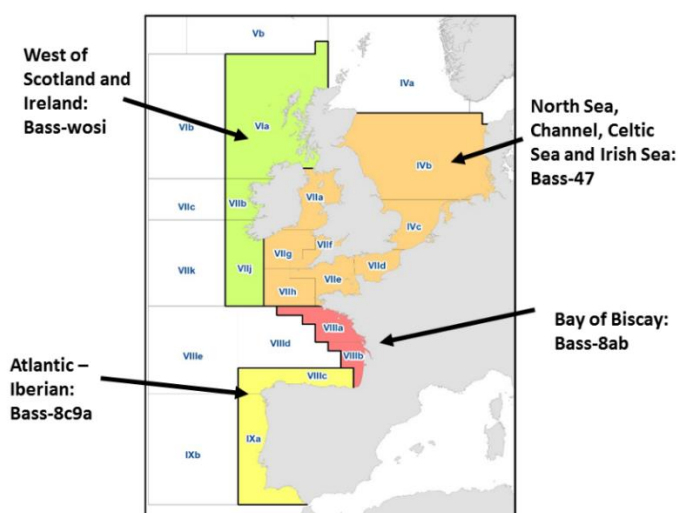 Vb
West of
Scotland and
Ireland:
Bass-wosi
IVa
North Sea,
Channel, Celtic
Sea and Irish Sea:
Bass-47
VIb
VIa
IVb
VIIc
VIIb
VIIa
IVc
VIIk
VIIj
VIIg
VIIf
VIId
VIIe
VIIh
Bay of Biscay:
Bass-8ab
VIIIa
VIIIe
VIIId
VIIIb
Atlantic –
Iberian:
Bass-8c9a
VIIIc
IXb
IXa